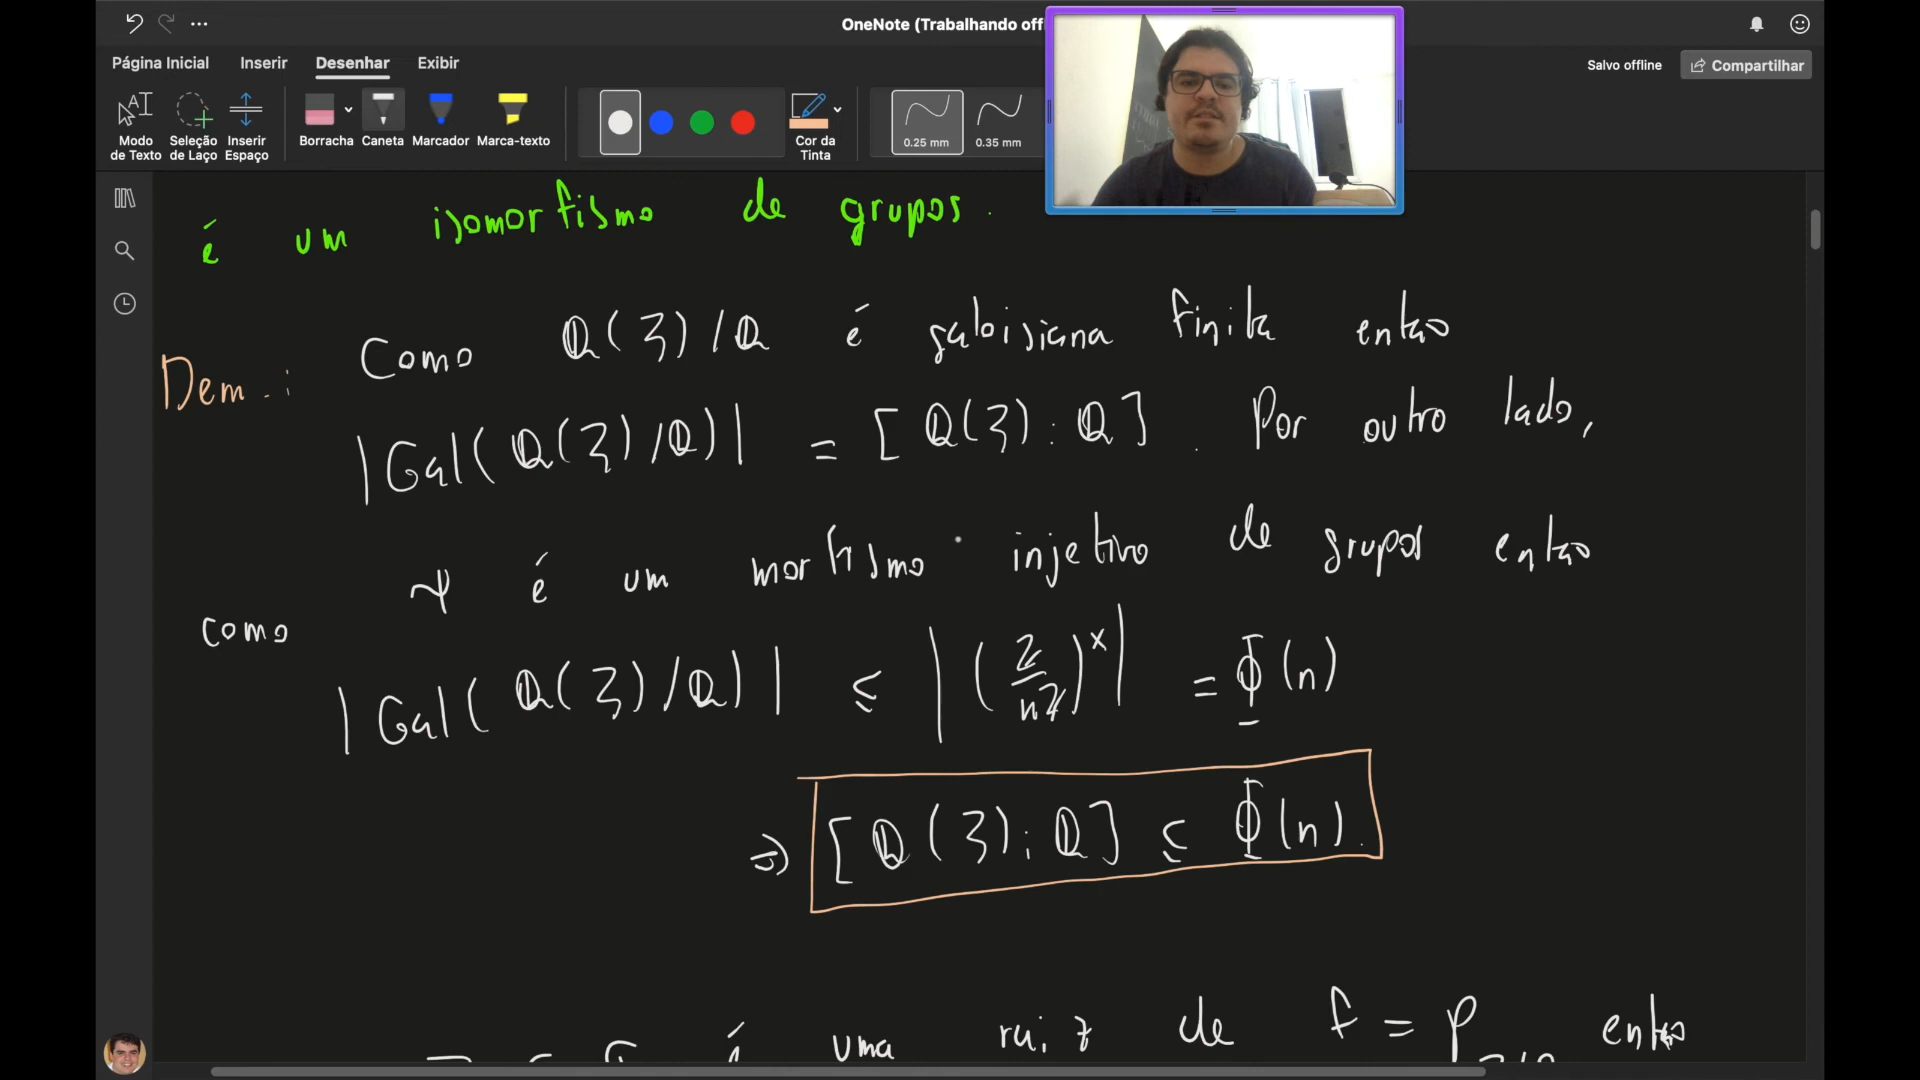 OneNote (Trabalhando off
Página Inicial Inserir Desenhar Exibir
Salvo offline
Compartilhar
Modo de Texto
Seleção de Laço
Inserir Espaço
Borracha
Caneta
Marcador
Marca-texto
Cor da Tinta
0.25 mm
0.35 mm
é um isomorfismo de grupos.
Dem.: Como ℚ(ζ)/ℚ é galoisiana finita então
|Gal(ℚ(ζ)/ℚ)| = [ℚ(ζ):ℚ]. Por outro lado,
como ψ é um morfismo injetivo de grupos então
|Gal(ℚ(ζ)/ℚ)| ≤ |(ℤ/nℤ)^×| = Φ(n)
⇒ [ℚ(ζ):ℚ] ≤ Φ(n).
é uma raiz de f = P então